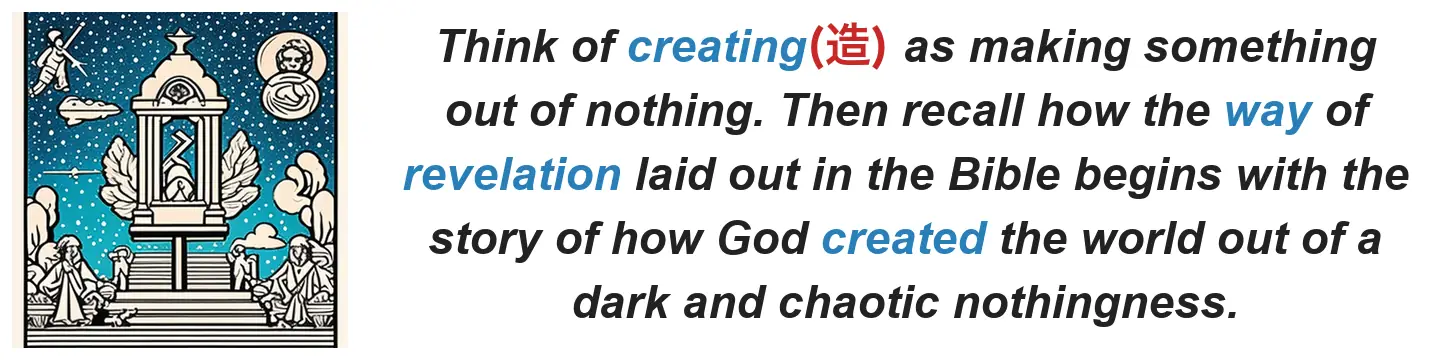 Think of creating(造) as making something
out of nothing. Then recall how the way of
revelation laid out in the Bible begins with the
story of how God created the world out of a
dark and chaotic nothingness.